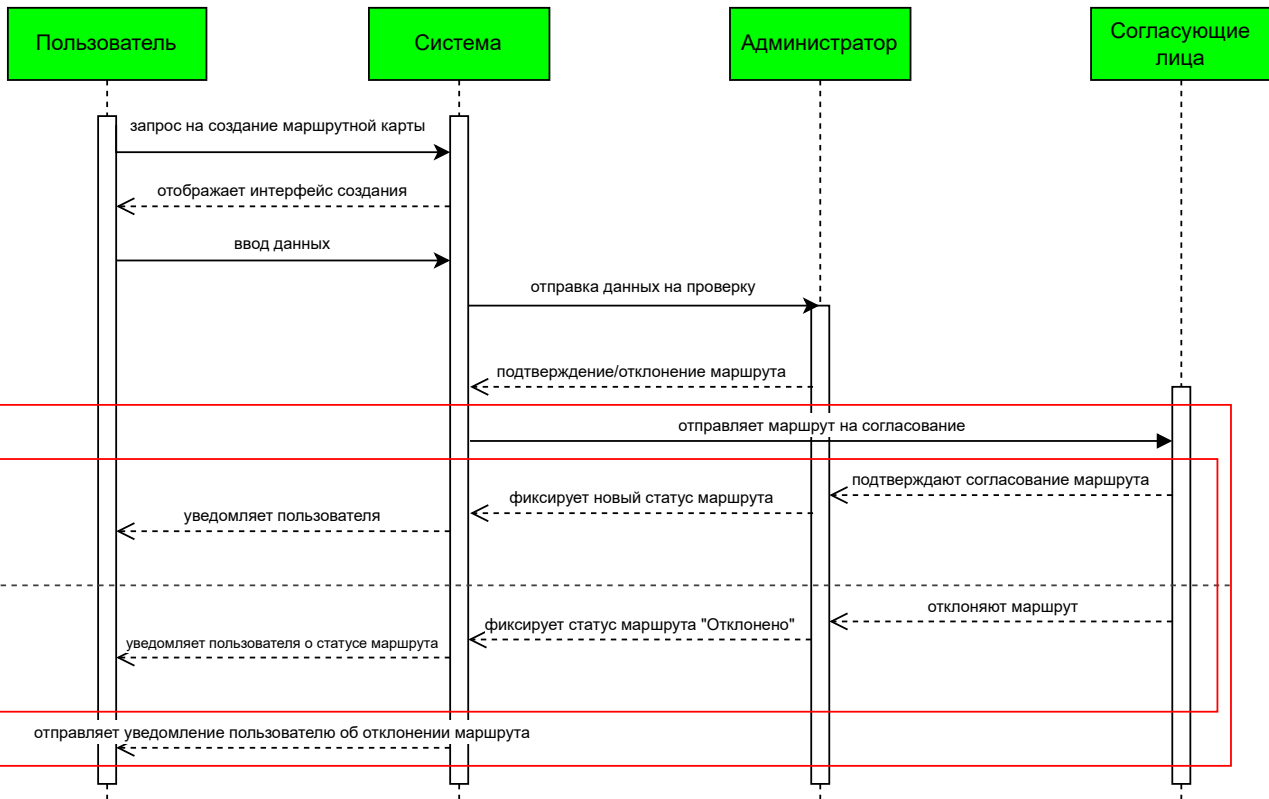 Пользователь
Система
Администратор
Согласующие
лица
запрос на создание маршрутной карты
отображает интерфейс создания
ввод данных
отправка данных на проверку
подтверждение/отклонение маршрута
отправляет маршрут на согласование
подтверждают согласование маршрута
фиксирует новый статус маршрута
уведомляет пользователя
отклоняют маршрут
фиксирует статус маршрута "Отклонено"
уведомляет пользователя о статусе маршрута
отправляет уведомление пользователю об отклонении маршрута